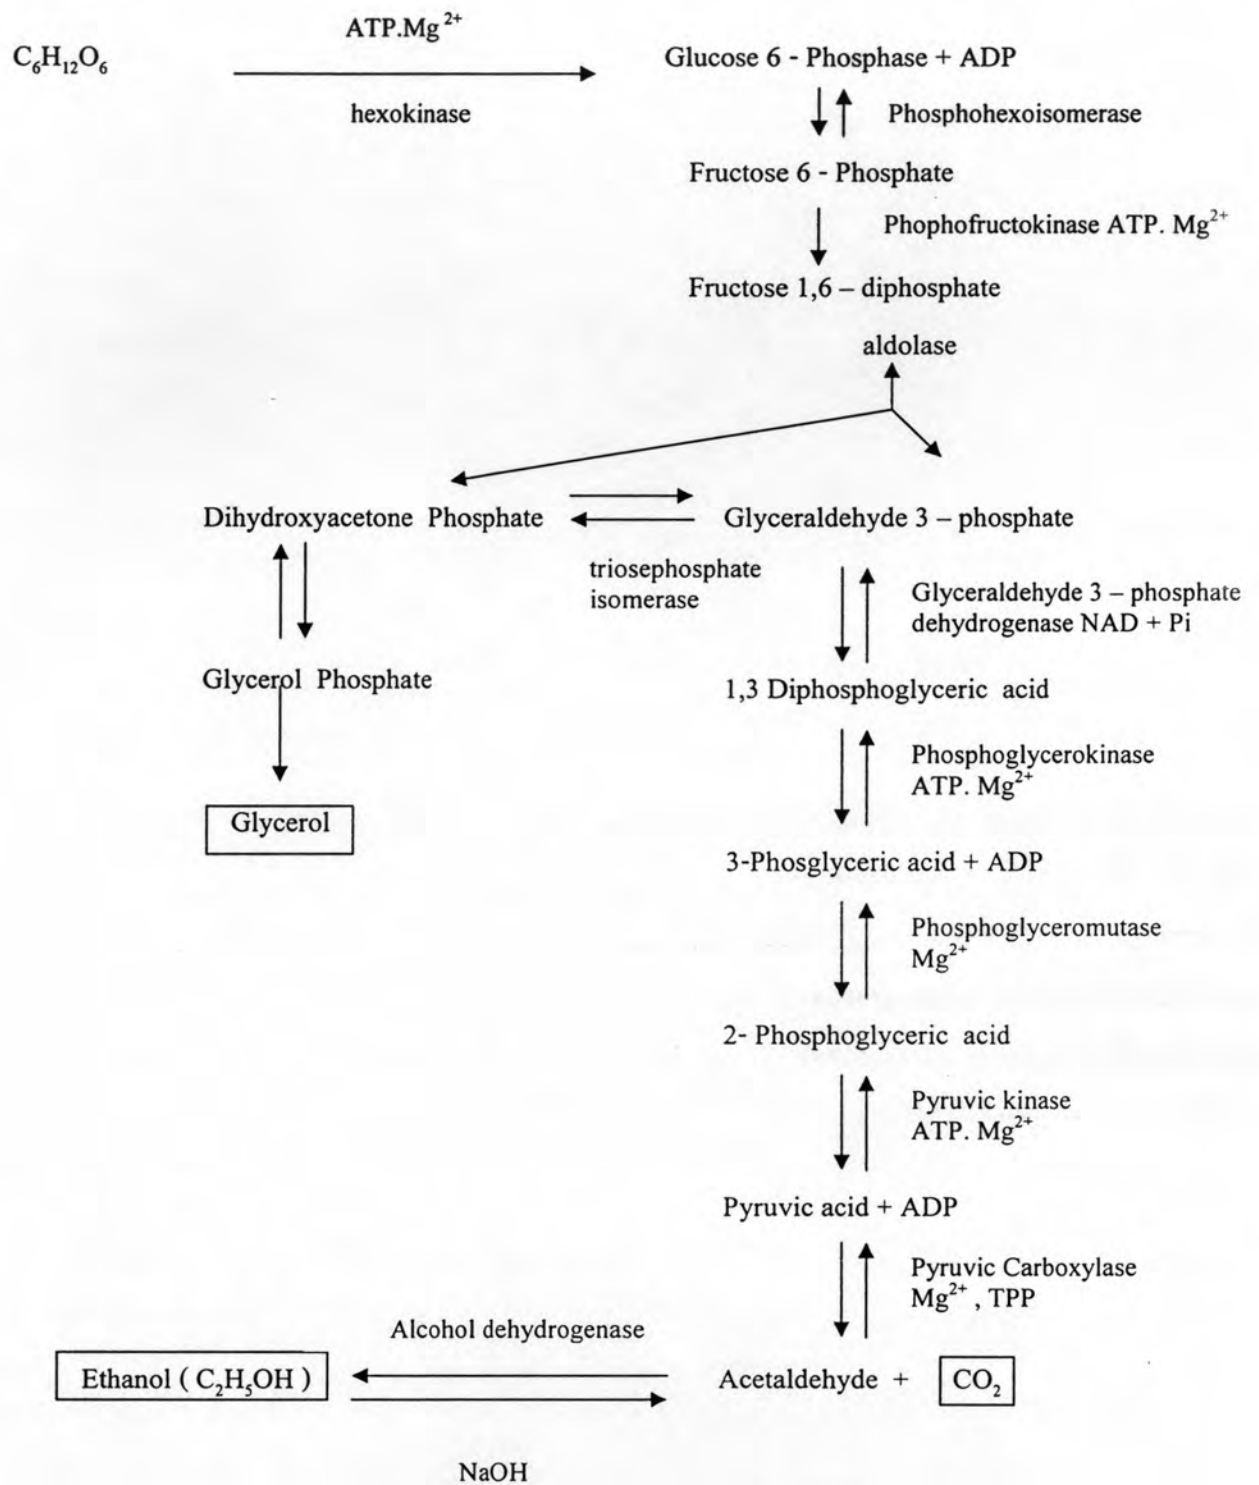 ATP.Mg 2+
C6H12O6
Glucose 6 - Phosphase + ADP
hexokinase
Phosphohexoisomerase
Fructose 6 - Phosphate
Phophofructokinase ATP. Mg2+
Fructose 1,6 – diphosphate
aldolase
Dihydroxyacetone Phosphate
Glyceraldehyde 3 – phosphate
triosephosphate
isomerase
Glyceraldehyde 3 – phosphate
dehydrogenase NAD + Pi
Glycerol Phosphate
1,3 Diphosphoglyceric acid
Phosphoglycerokinase
ATP. Mg2+
Glycerol
3-Phosglyceric acid + ADP
Phosphoglyceromutase
Mg2+
2- Phosphoglyceric acid
Pyruvic kinase
ATP. Mg2+
Pyruvic acid + ADP
Pyruvic Carboxylase
Mg2+ , TPP
Alcohol dehydrogenase
Ethanol ( C2H5OH )
Acetaldehyde +
CO2
NaOH